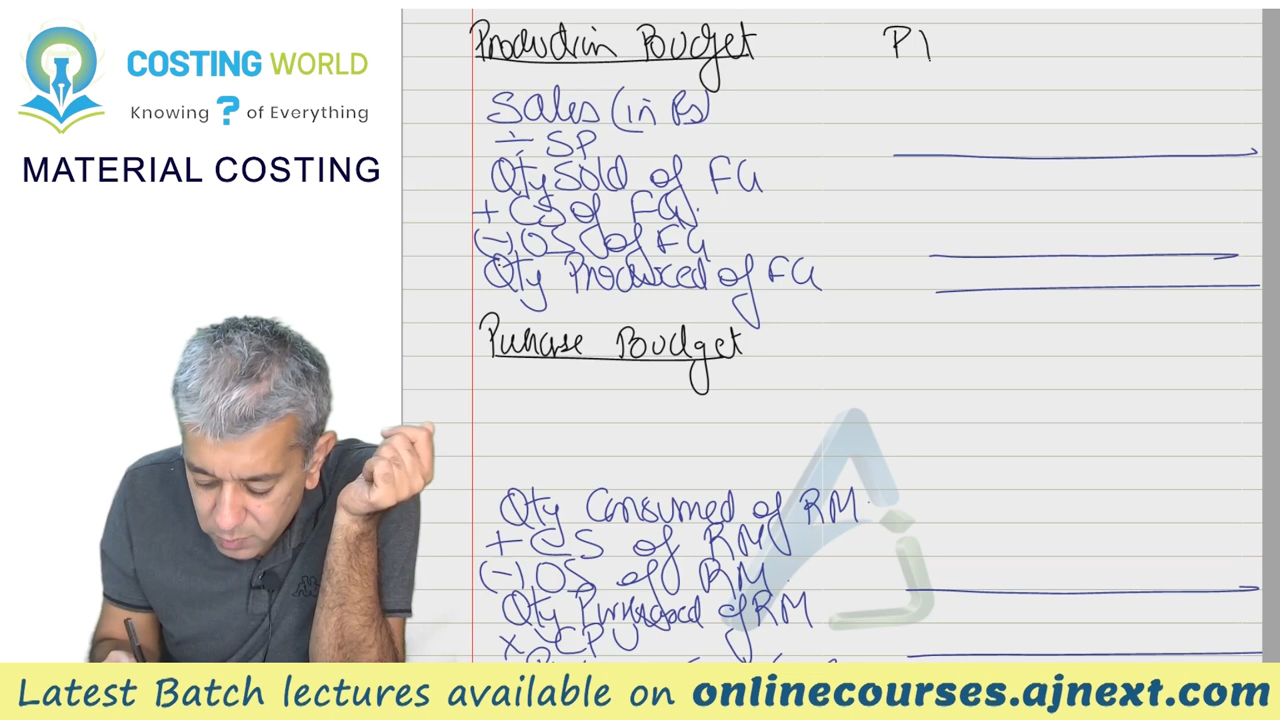 COSTING WORLD
Knowing ? of Everything
MATERIAL COSTING
Production Budget P1
Sales (in Rs)
÷ SP
Qty Sold of FG
+ CS of FG.
(-) OS of FG
Qty Produced of FG
Puhase Budget
Qty Consumed of RM.
+ CS of RM
(-) OS of RM.
Qty Purchased of RM
x CP
Latest Batch lectures available on onlinecourses.ajnext.com